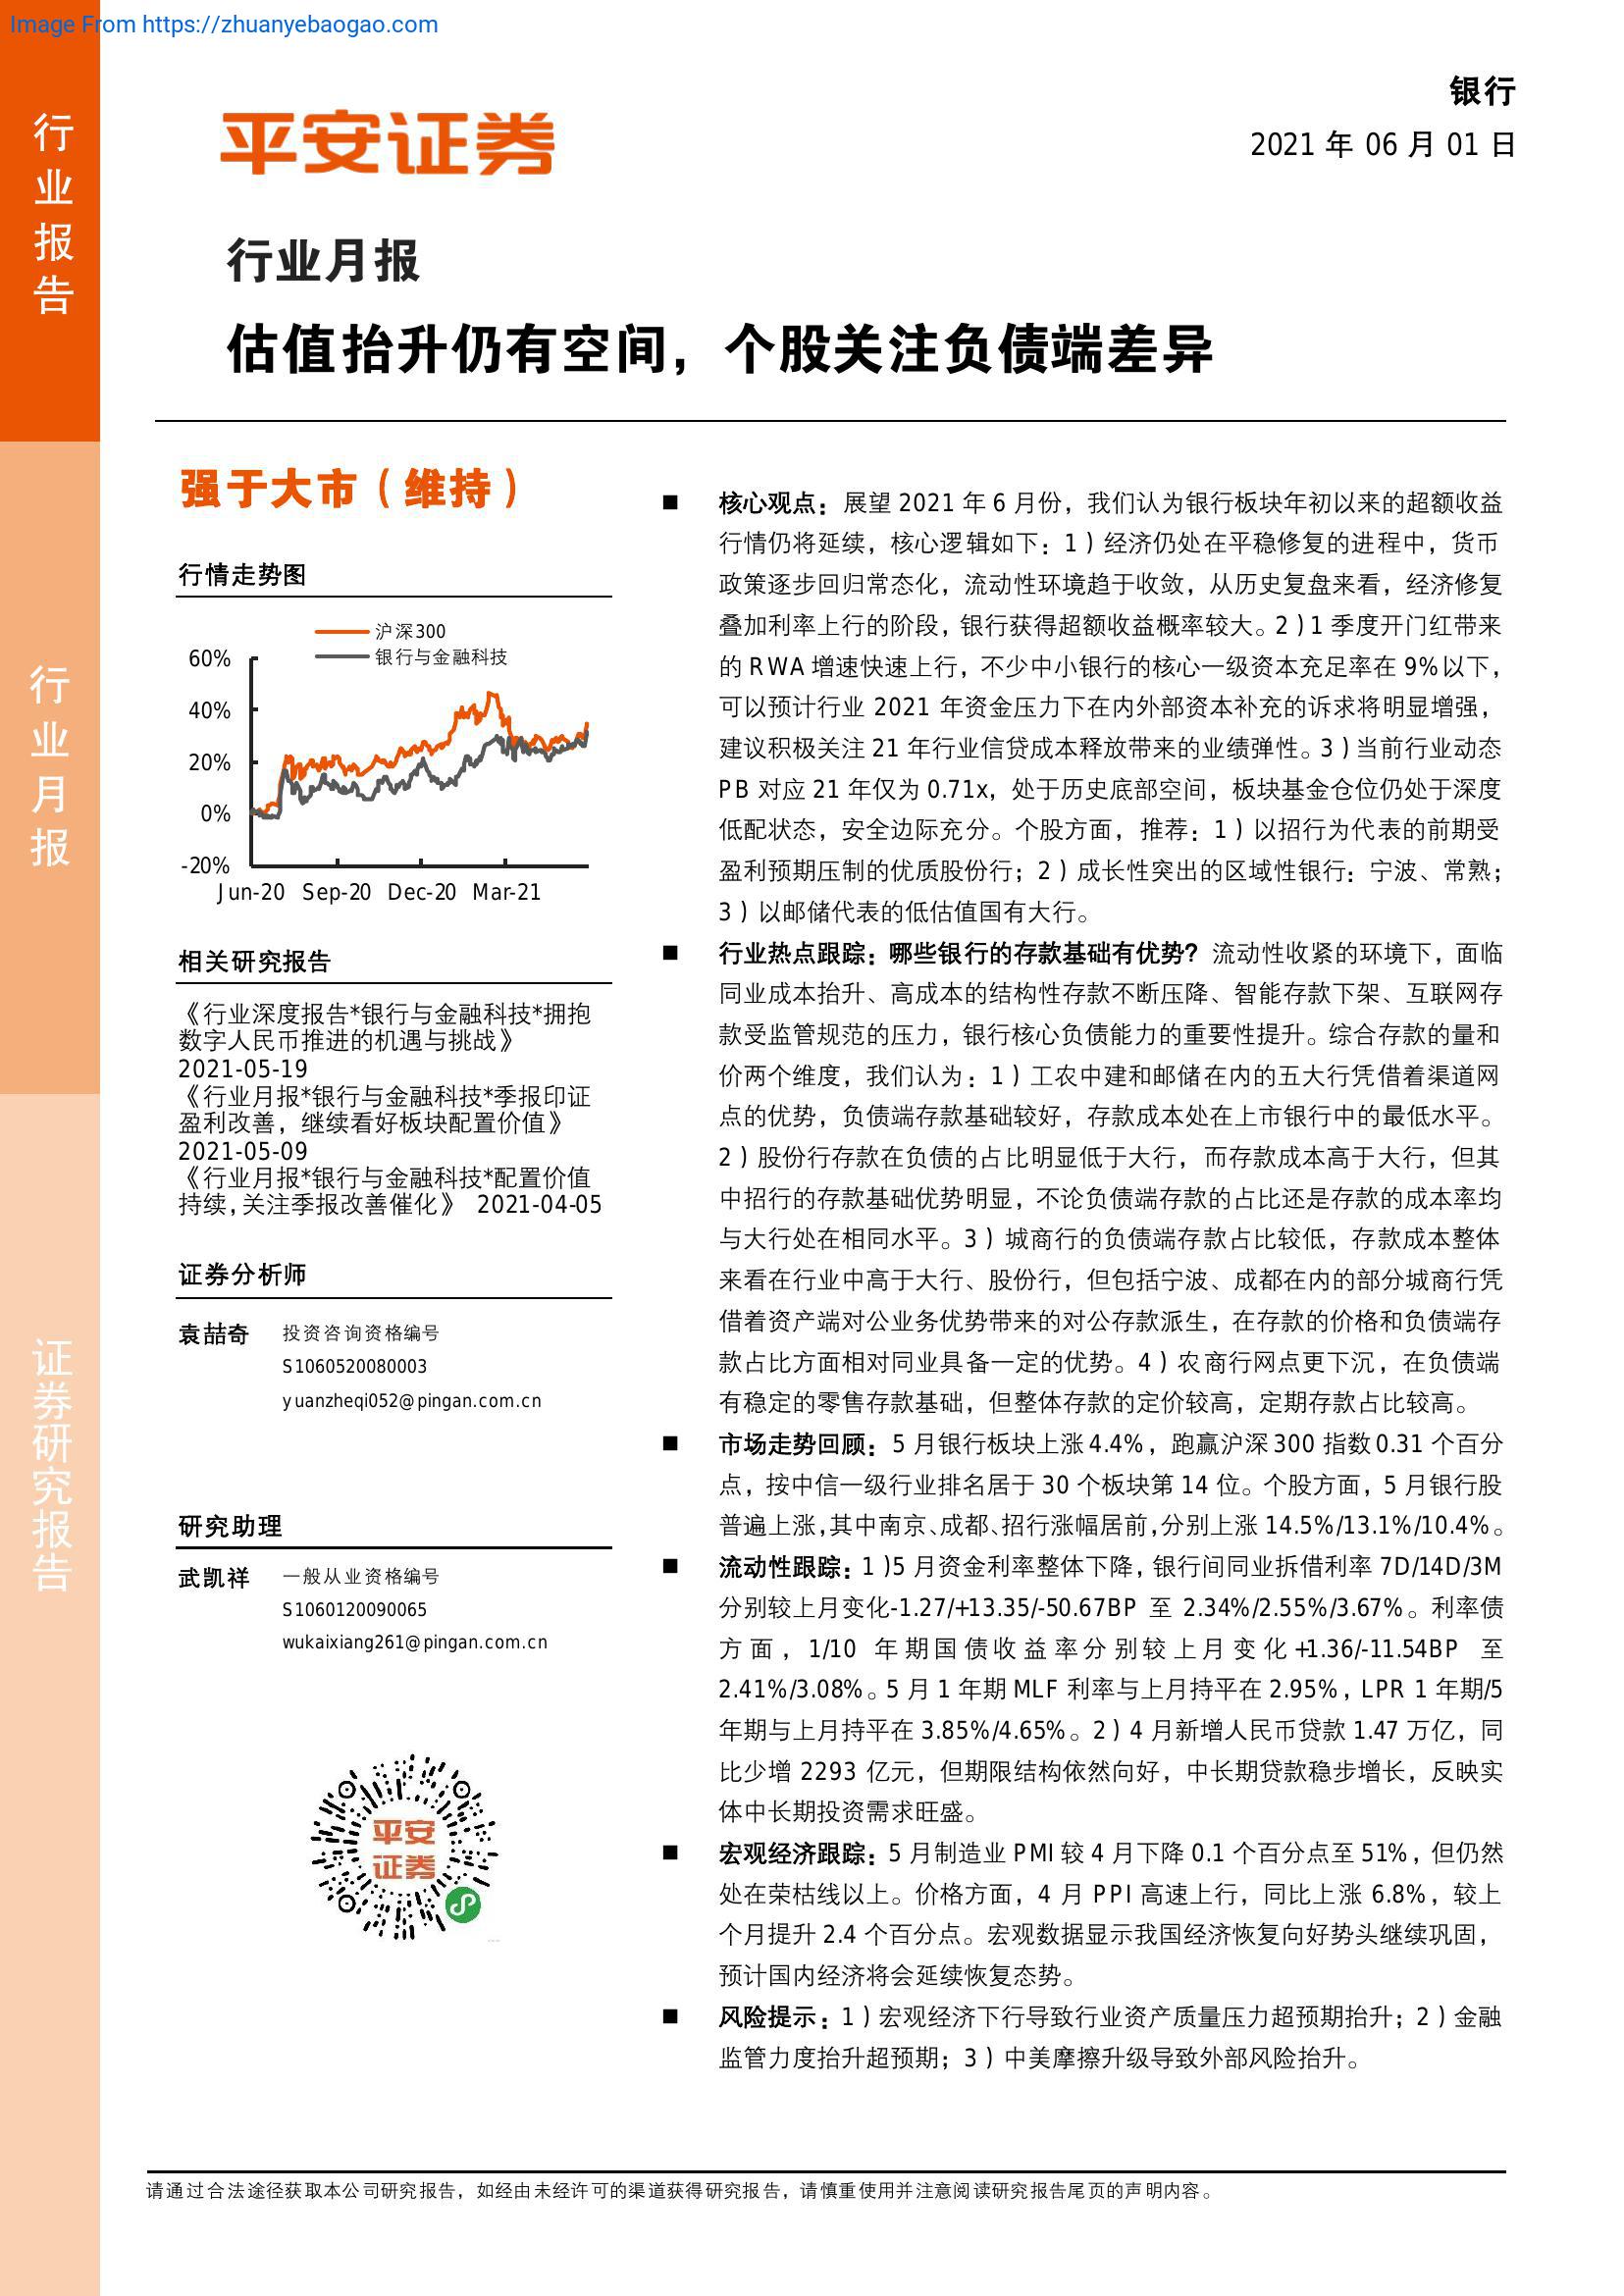 Image From https://zhuanyebaogao.com
行业报告
行业月报
证券研究报告
银行
2021 年 06 月 01 日
平安证券
行业月报
估值抬升仍有空间，个股关注负债端差异
强于大市（维持）
行情走势图
沪深300
银行与金融科技
60%
40%
20%
0%
-20%
Jun-20 Sep-20 Dec-20 Mar-21
相关研究报告
《行业深度报告*银行与金融科技*拥抱
数字人民币推进的机遇与挑战》
2021-05-19
《行业月报*银行与金融科技*季报印证
盈利改善，继续看好板块配置价值》
2021-05-09
《行业月报*银行与金融科技*配置价值
持续,关注季报改善催化》 2021-04-05
证券分析师
袁喆奇 投资咨询资格编号
S1060520080003
yuanzheqi052@pingan.com.cn
研究助理
武凯祥 一般从业资格编号
S1060120090065
wukaixiang261@pingan.com.cn
平安
证券
■ 核心观点：展望 2021 年 6 月份，我们认为银行板块年初以来的超额收益
行情仍将延续，核心逻辑如下：1）经济仍处在平稳修复的进程中，货币
政策逐步回归常态化，流动性环境趋于收敛，从历史复盘来看，经济修复
叠加利率上行的阶段，银行获得超额收益概率较大。2）1 季度开门红带来
的 RWA 增速快速上行，不少中小银行的核心一级资本充足率在 9%以下，
可以预计行业 2021 年资金压力下在内外部资本补充的诉求将明显增强，
建议积极关注 21 年行业信贷成本释放带来的业绩弹性。3）当前行业动态
PB 对应 21 年仅为 0.71x，处于历史底部空间，板块基金仓位仍处于深度
低配状态，安全边际充分。个股方面，推荐：1）以招行为代表的前期受
盈利预期压制的优质股份行；2）成长性突出的区域性银行：宁波、常熟；
3）以邮储代表的低估值国有大行。
■ 行业热点跟踪：哪些银行的存款基础有优势？流动性收紧的环境下，面临
同业成本抬升、高成本的结构性存款不断压降、智能存款下架、互联网存
款受监管规范的压力，银行核心负债能力的重要性提升。综合存款的量和
价两个维度，我们认为：1）工农中建和邮储在内的五大行凭借着渠道网
点的优势，负债端存款基础较好，存款成本处在上市银行中的最低水平。
2）股份行存款在负债的占比明显低于大行，而存款成本高于大行，但其
中招行的存款基础优势明显，不论负债端存款的占比还是存款的成本率均
与大行处在相同水平。3）城商行的负债端存款占比较低，存款成本整体
来看在行业中高于大行、股份行，但包括宁波、成都在内的部分城商行凭
借着资产端对公业务优势带来的对公存款派生，在存款的价格和负债端存
款占比方面相对同业具备一定的优势。4）农商行网点更下沉，在负债端
有稳定的零售存款基础，但整体存款的定价较高，定期存款占比较高。
■ 市场走势回顾：5 月银行板块上涨 4.4%，跑赢沪深 300 指数 0.31 个百分
点，按中信一级行业排名居于 30 个板块第 14 位。个股方面，5 月银行股
普遍上涨,其中南京、成都、招行涨幅居前,分别上涨 14.5%/13.1%/10.4%。
■ 流动性跟踪：1）5 月资金利率整体下降，银行间同业拆借利率 7D/14D/3M
分别较上月变化-1.27/+13.35/-50.67BP 至 2.34%/2.55%/3.67%。利率债
方面，1/10 年期国债收益率分别较上月变化+1.36/-11.54BP 至
2.41%/3.08%。5 月 1 年期 MLF 利率与上月持平在 2.95%，LPR 1 年期/5
年期与上月持平在 3.85%/4.65%。2）4 月新增人民币贷款 1.47 万亿，同
比少增 2293 亿元，但期限结构依然向好，中长期贷款稳步增长，反映实
体中长期投资需求旺盛。
■ 宏观经济跟踪：5 月制造业 PMI 较 4 月下降 0.1 个百分点至 51%，但仍然
处在荣枯线以上。价格方面，4 月 PPI 高速上行，同比上涨 6.8%，较上
个月提升 2.4 个百分点。宏观数据显示我国经济恢复向好势头继续巩固，
预计国内经济将会延续恢复态势。
■ 风险提示：1）宏观经济下行导致行业资产质量压力超预期抬升；2）金融
监管力度抬升超预期；3）中美摩擦升级导致外部风险抬升。
请通过合法途径获取本公司研究报告，如经由未经许可的渠道获得研究报告，请慎重使用并注意阅读研究报告尾页的声明内容。